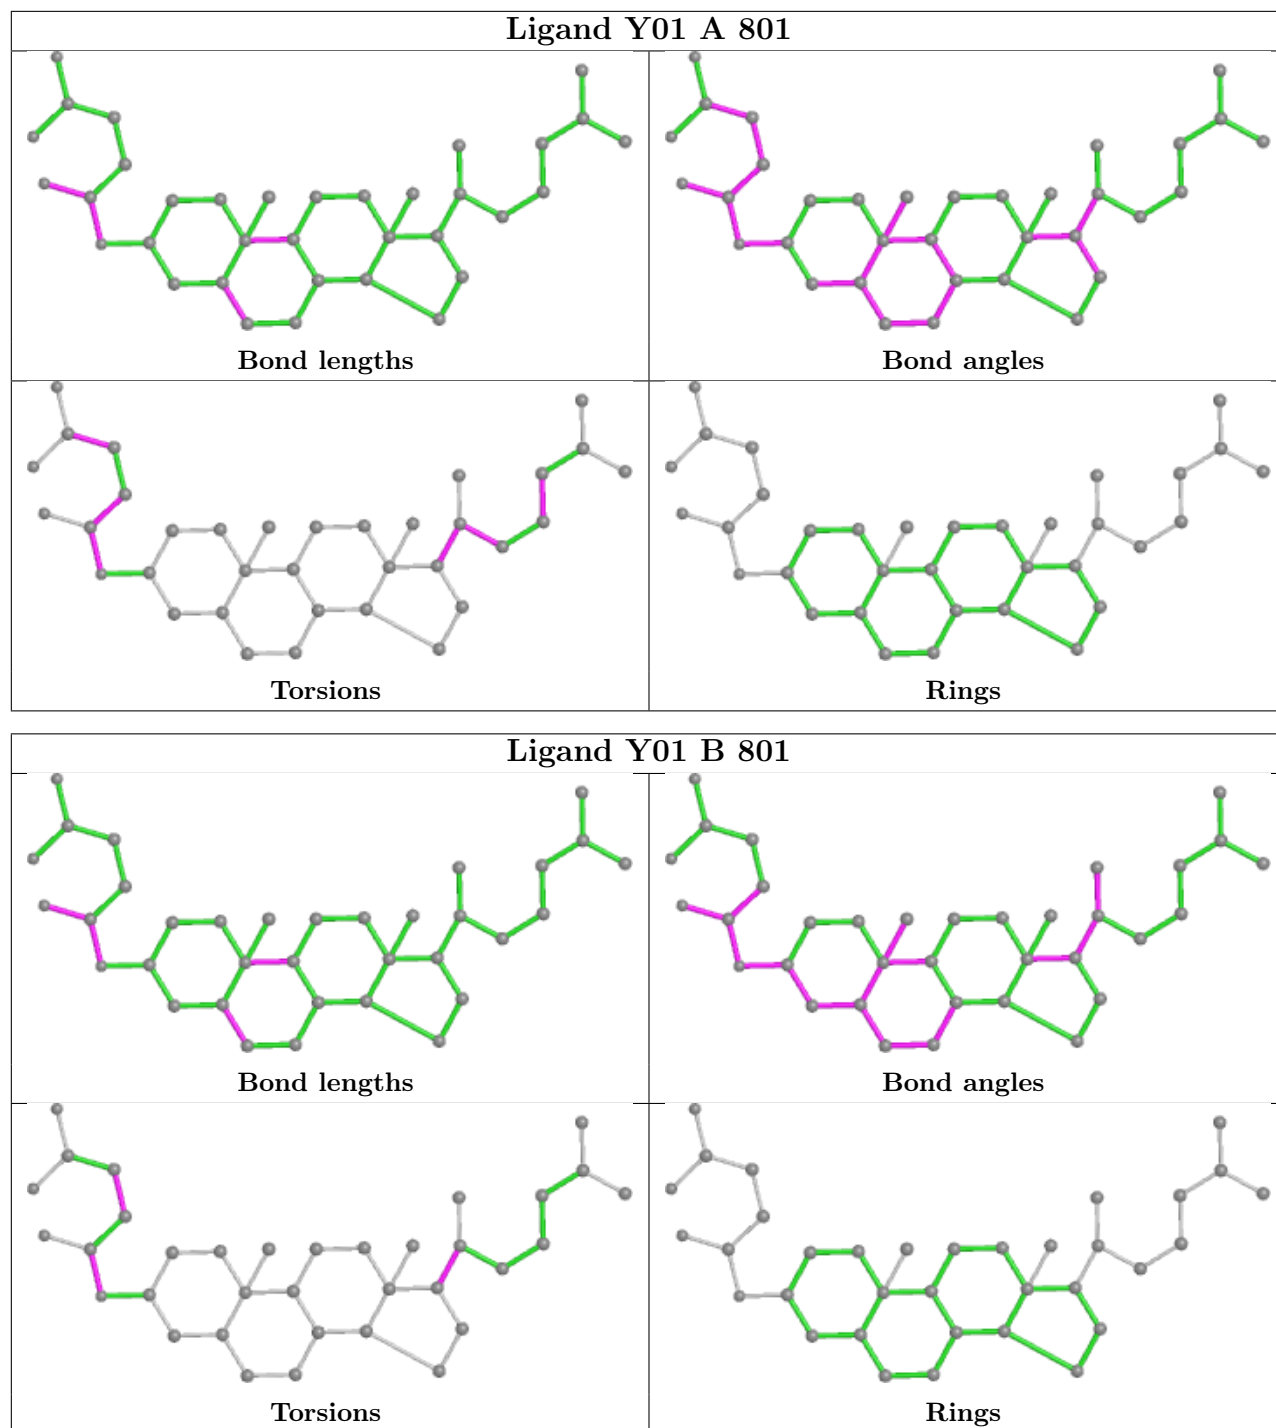 Ligand Y01 A 801
Bond lengths
Bond angles
Torsions
Rings
Ligand Y01 B 801
Bond lengths
Bond angles
Torsions
Rings